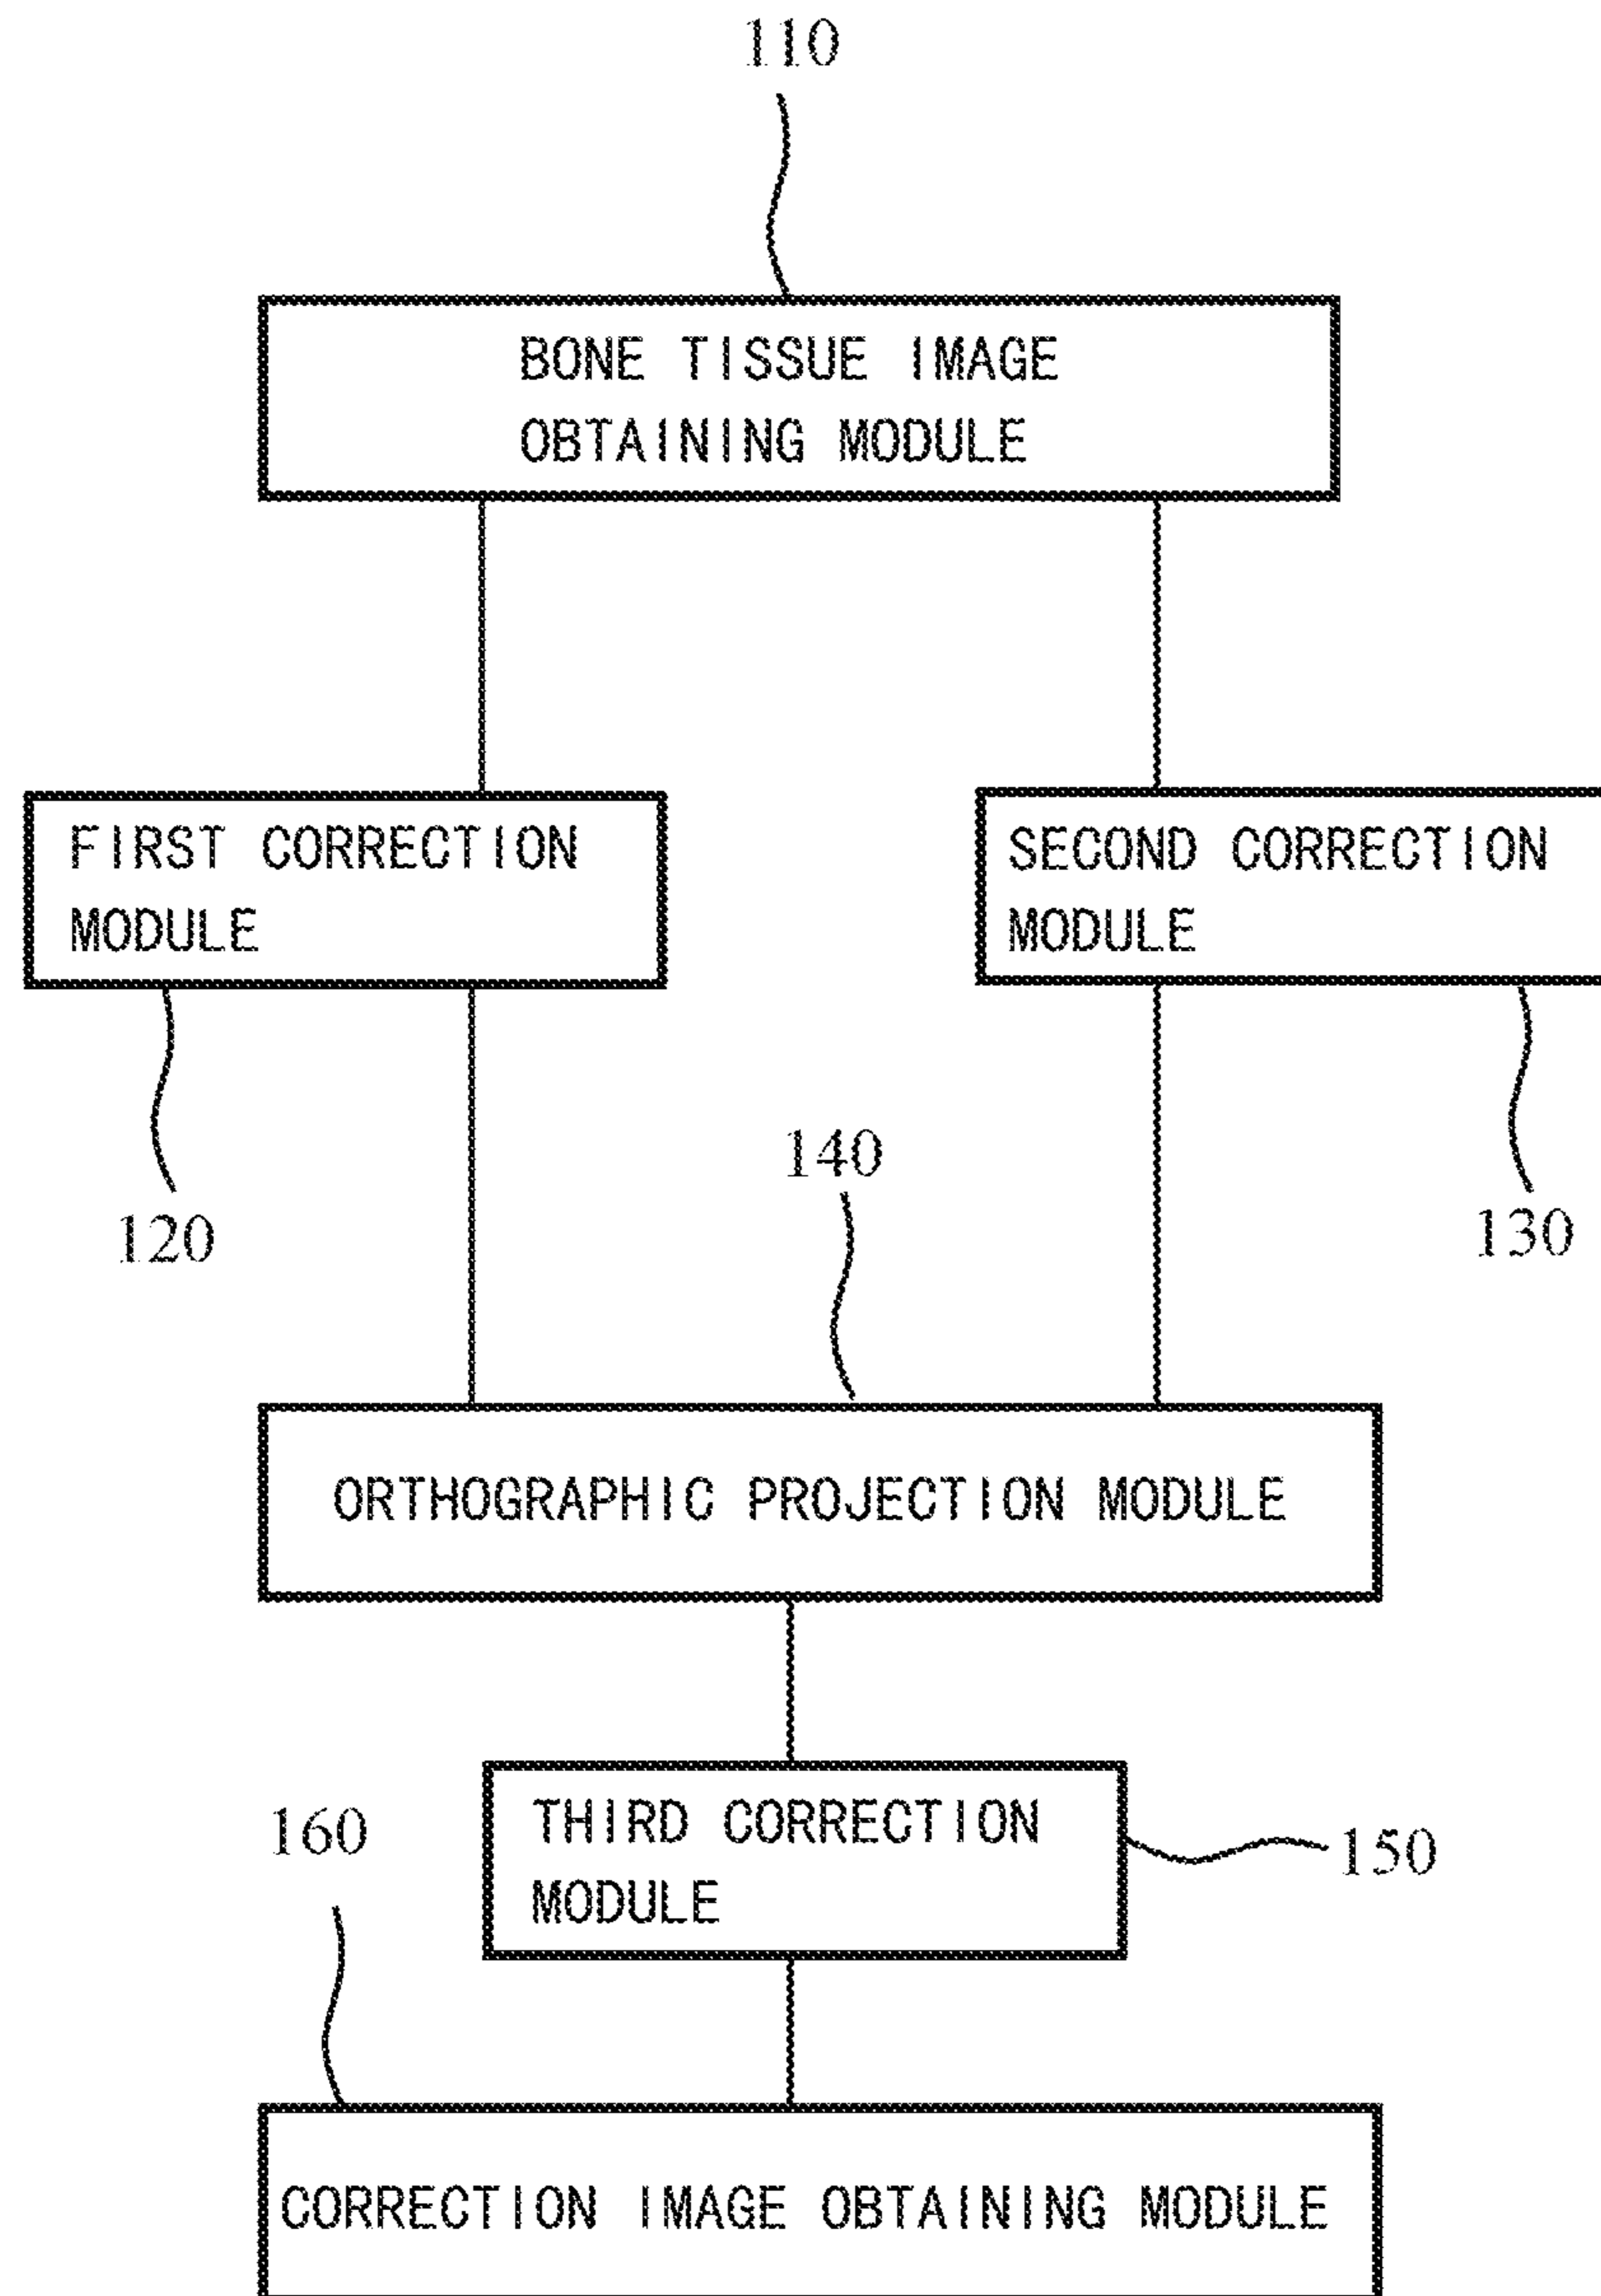 110
BONE TISSUE IMAGE
OBTAINING MODULE
FIRST CORRECTION
MODULE
SECOND CORRECTION
MODULE
120
140
130
ORTHOGRAPHIC PROJECTION MODULE
THIRD CORRECTION
MODULE
160
150
CORRECTION IMAGE OBTAINING MODULE